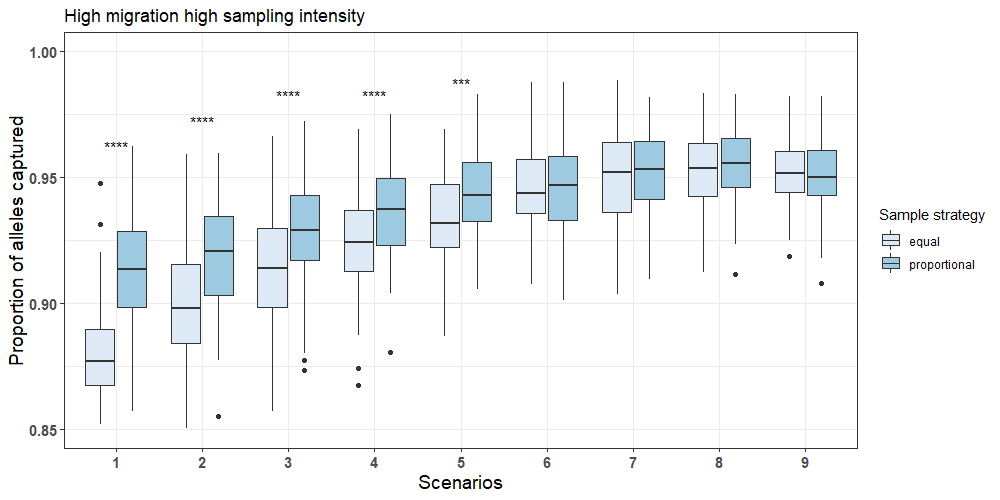 High migration high sampling intensity
Proportion of alleles captured
1.00
0.95
0.90
0.85
****
****
****
****
***
1 2 3 4 5 6 7 8 9
Scenarios
Sample strategy
equal
proportional